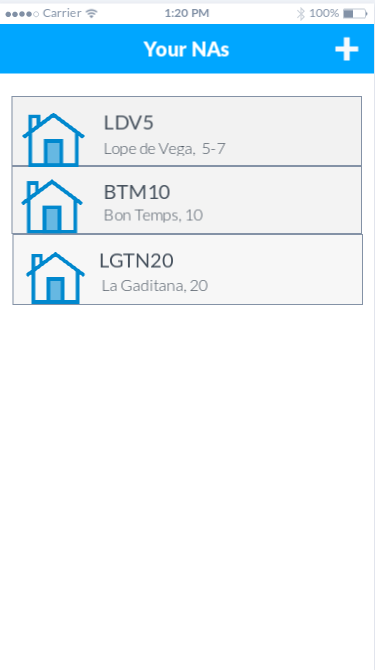 Carrier 1:20 PM 100%
Your NAs
LDV5
Lope de Vega, 5-7
BTM10
Bon Temps, 10
LGTN20
La Gaditana, 20